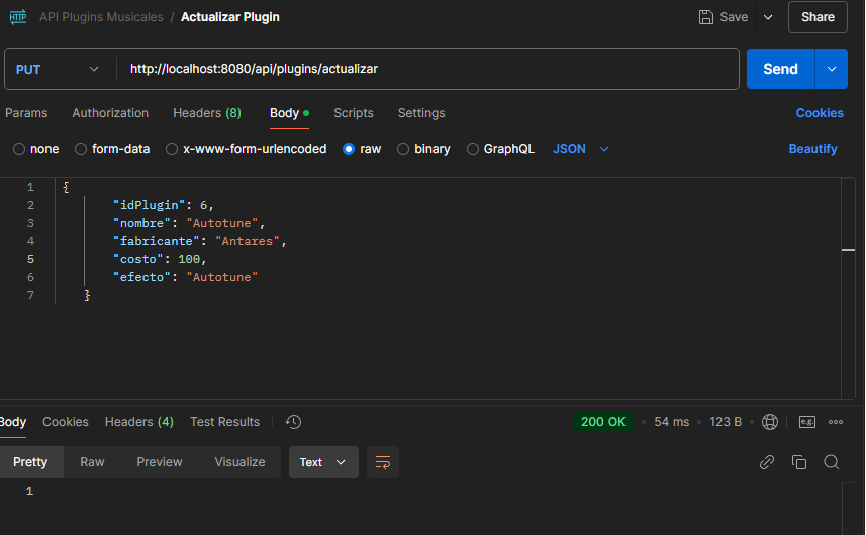 HTTP API Plugins Musicales / Actualizar Plugin Save Share
PUT http://localhost:8080/api/plugins/actualizar Send
Params Authorization Headers (8) Body Scripts Settings Cookies
none form-data x-www-form-urlencoded raw binary GraphQL JSON Beautify
1 {
2 "idPlugin": 6,
3 "nombre": "Autotune",
4 "fabricante": "Antares",
5 "costo": 100,
6 "efecto": "Autotune"
7 }
Body Cookies Headers (4) Test Results 200 OK • 54 ms • 123 B • e.g.
Pretty Raw Preview Visualize Text
1